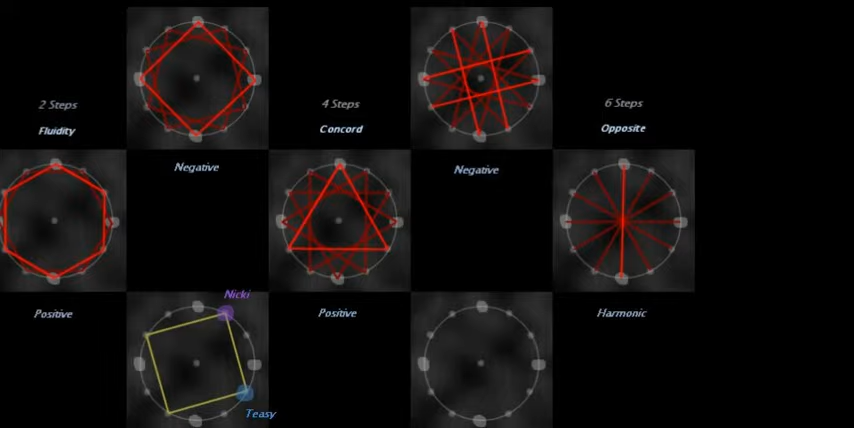 2 Steps
Fluidity
4 Steps
Concord
6 Steps
Opposite
Negative
Negative
Nicki
Positive
Positive
Harmonic
Teasy